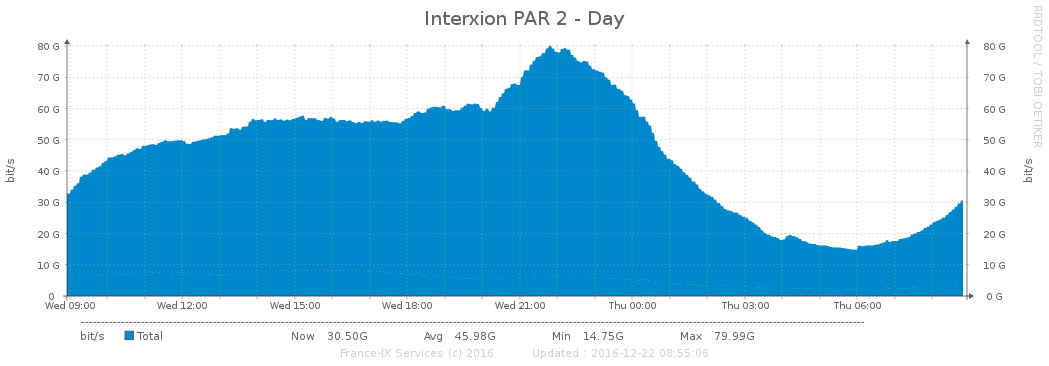 Interxion PAR 2 - Day
RRDTOOL / TOBI OETIKER
bit/s
80 G
70 G
60 G
50 G
40 G
30 G
20 G
10 G
0
80 G
70 G
60 G
50 G
40 G
30 G
20 G
10 G
0 G
bit/s
Wed 09:00 Wed 12:00 Wed 15:00 Wed 18:00 Wed 21:00 Thu 00:00 Thu 03:00 Thu 06:00
bit/s Total Now 30.50G Avg 45.98G Min 14.75G Max 79.99G
France-IX Services (c) 2016 Updated : 2016-12-22 08:55:06